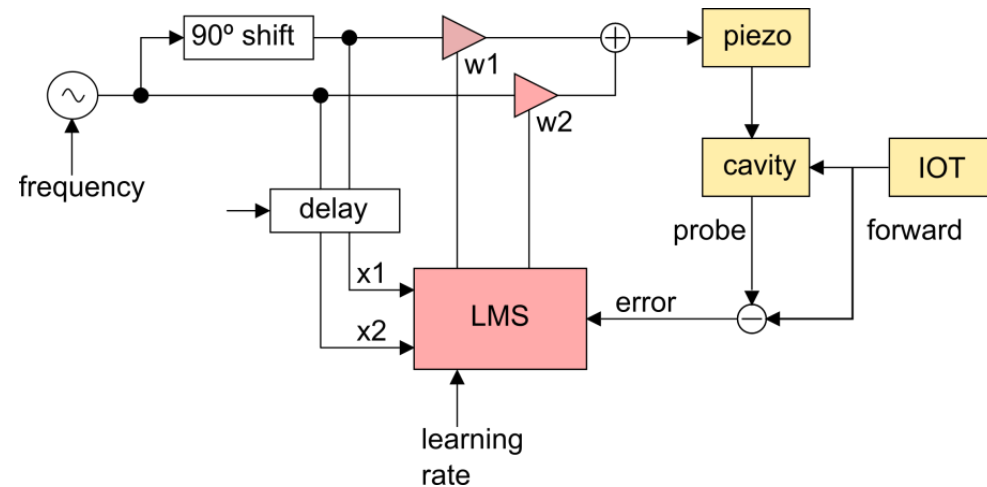 90º shift
w1
piezo
w2
frequency
cavity
IOT
delay
probe
forward
x1
error
LMS
x2
learning
rate